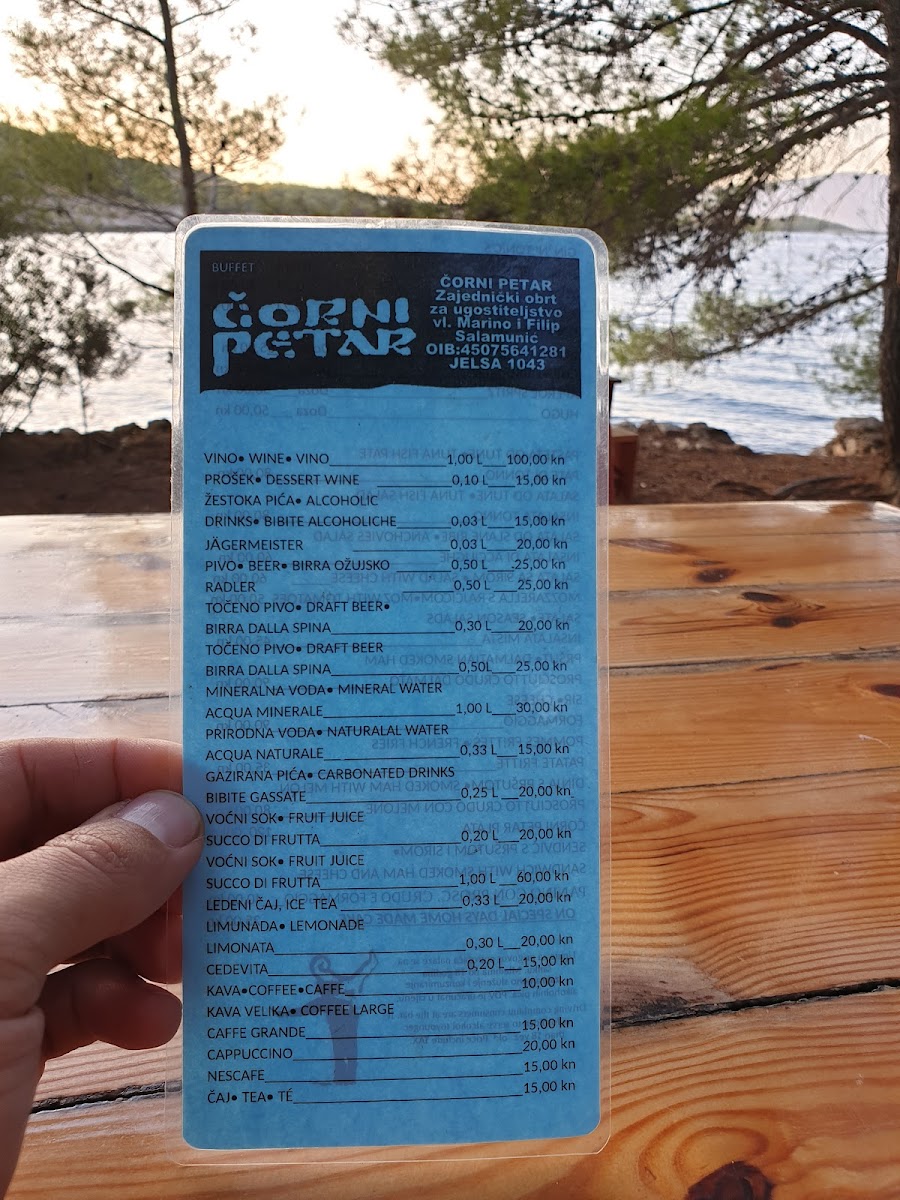 BUFFET
ČORNI
PETAR
ČORNI PETAR
Zajednički obrt
za ugostiteljstvo
vl. Marino i Filip
Salamunić
OIB:45075641281
JELSA 1043
VINO• WINE• VINO 1,00 L 100,00 kn
PROŠEK• DESSERT WINE 0,10 L 15,00 kn
ŽESTOKA PIĆA• ALCOHOLIC
DRINKS• BIBITE ALCOHOLICHE 0,03 L 15,00 kn
JÄGERMEISTER 0,03 L 20,00 kn
PIVO• BEER• BIRRA OŽUJSKO 0,50 L 25,00 kn
RADLER 0,50 L 25,00 kn
TOČENO PIVO• DRAFT BEER•
BIRRA DALLA SPINA 0,30 L 20,00 kn
TOČENO PIVO• DRAFT BEER
BIRRA DALLA SPINA 0,50L 25,00 kn
MINERALNA VODA• MINERAL WATER
ACQUA MINERALE 1,00 L 30,00 kn
PRIRODNA VODA• NATURALAL WATER
ACQUA NATURALE 0,33 L 15,00 kn
GAZIRANA PIĆA• CARBONATED DRINKS
BIBITE GASSATE 0,25 L 20,00 kn
VOĆNI SOK• FRUIT JUICE
SUCCO DI FRUTTA 0,20 L 20,00 kn
VOĆNI SOK• FRUIT JUICE
SUCCO DI FRUTTA 1,00 L 60,00 kn
LEDENI ČAJ, ICE TEA 0,33 L 20,00 kn
LIMUNADA• LEMONADE
LIMONATA 0,30 L 20,00 kn
CEDEVITA 0,20 L 15,00 kn
KAVA•COFFEE•CAFFE 10,00 kn
KAVA VELIKA• COFFEE LARGE
CAFFE GRANDE 15,00 kn
CAPPUCCINO 20,00 kn
NESCAFE 15,00 kn
ČAJ• TEA• TÉ 15,00 kn